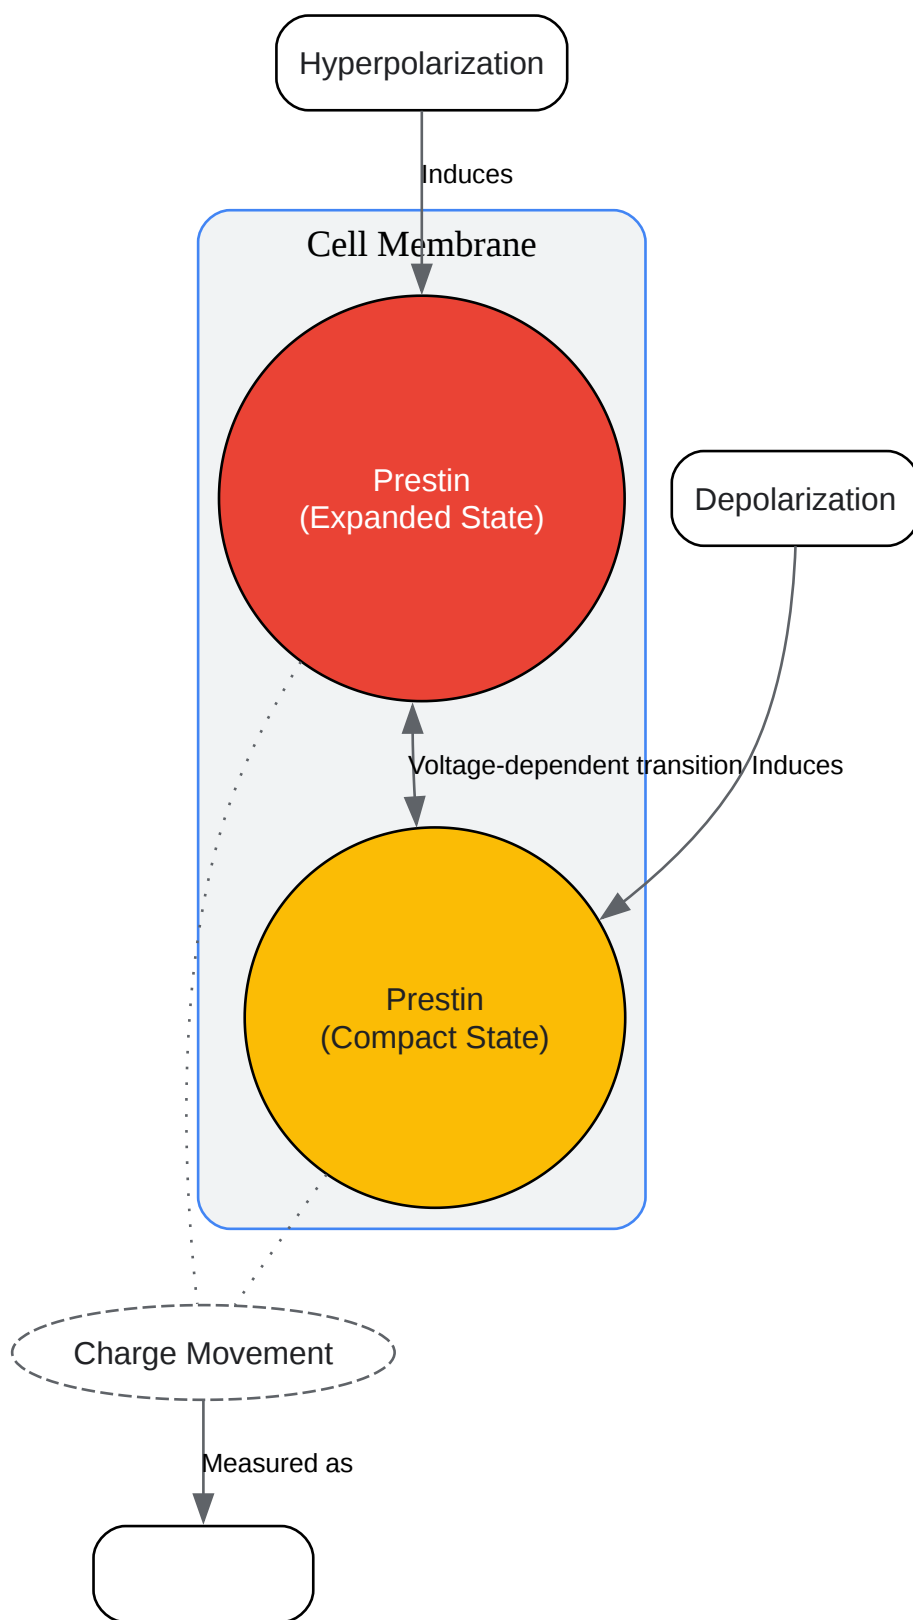 Hyperpolarization
Induces
Cell Membrane
Prestin
(Expanded State)
Depolarization
Voltage-dependent transition
Induces
Prestin
(Compact State)
Charge Movement
Measured as